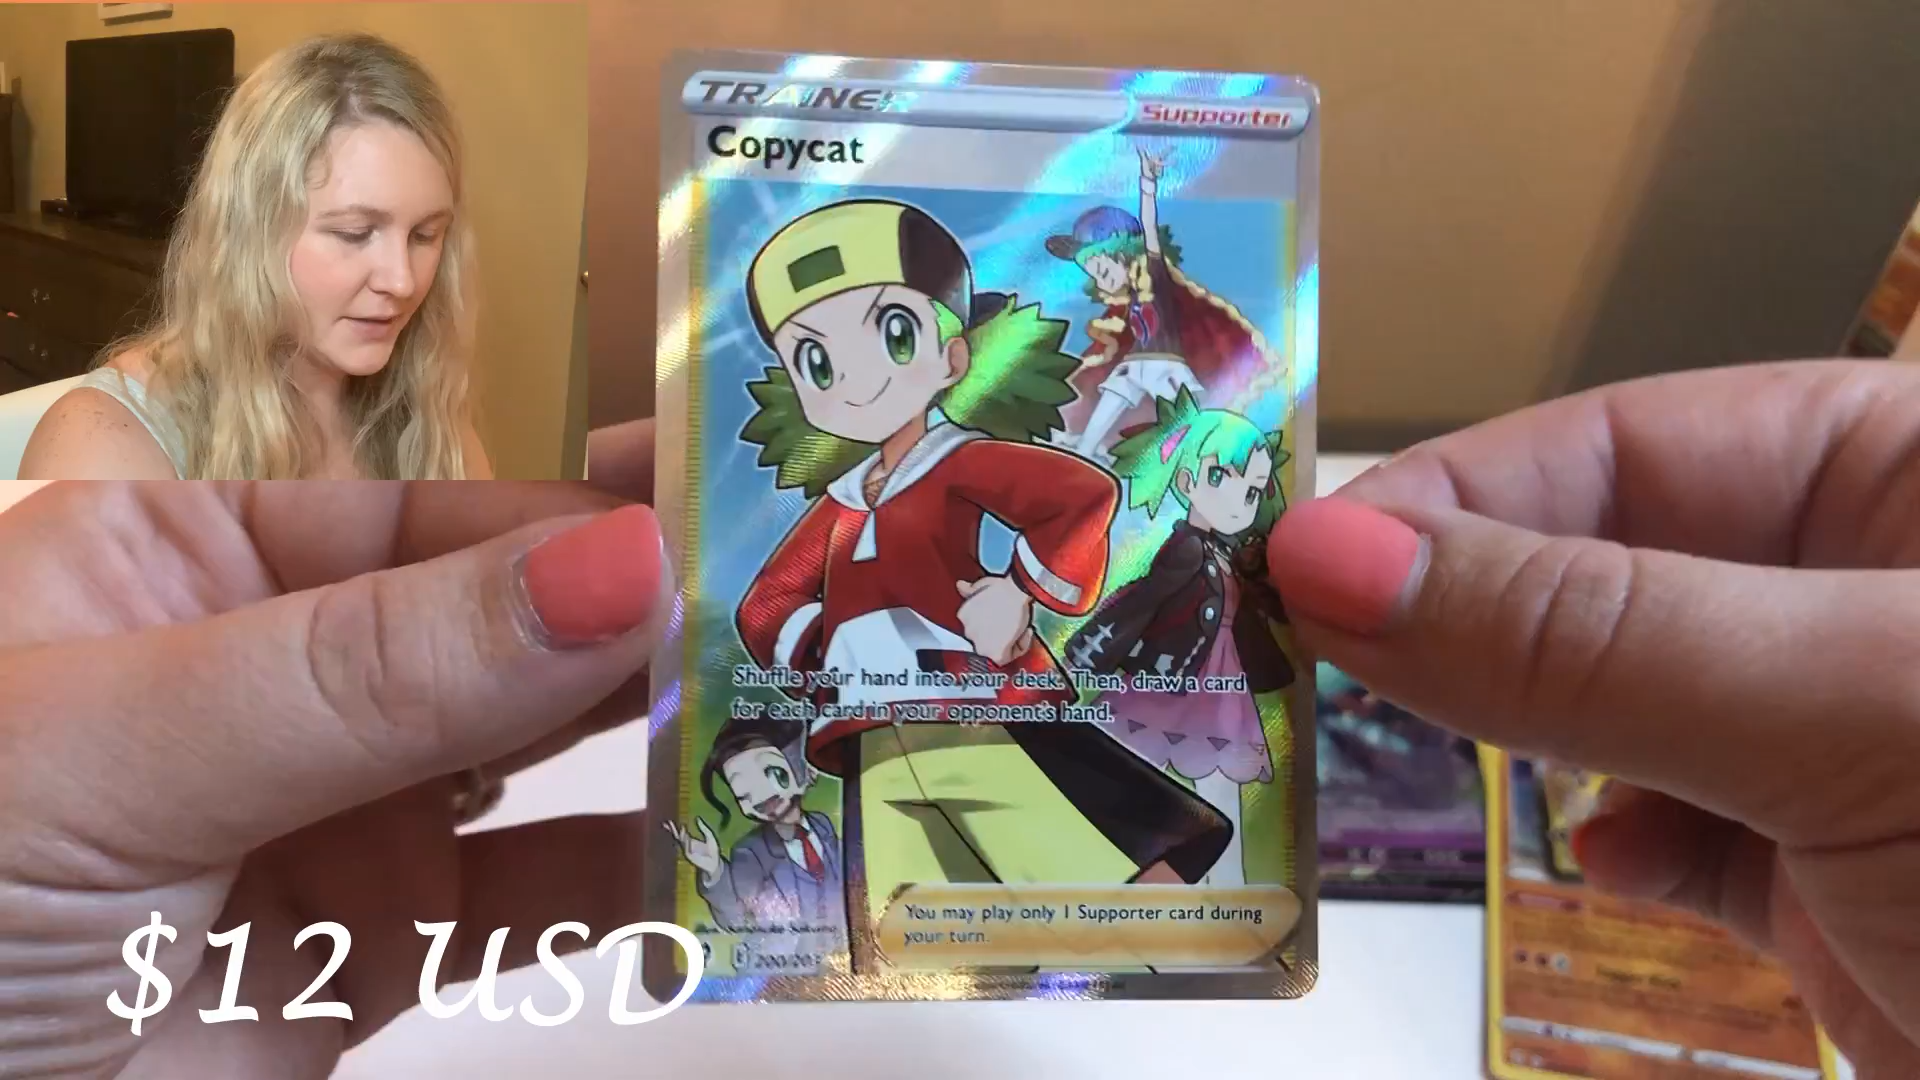 TRAINER
Supporter
Copycat
Shuffle your hand into your deck. Then, draw a card
for each card in your opponent's hand.
You may play only 1 Supporter card during
your turn.
$12 USD